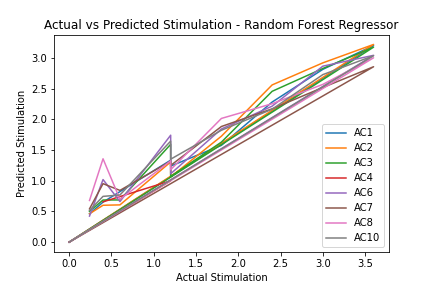 Actual vs Predicted Stimulation - Random Forest Regressor
Predicted Stimulation
3.0
2.5
2.0
1.5
1.0
0.5
0.0
AC1
AC2
AC3
AC4
AC6
AC7
AC8
AC10
0.0 0.5 1.0 1.5 2.0 2.5 3.0 3.5
Actual Stimulation